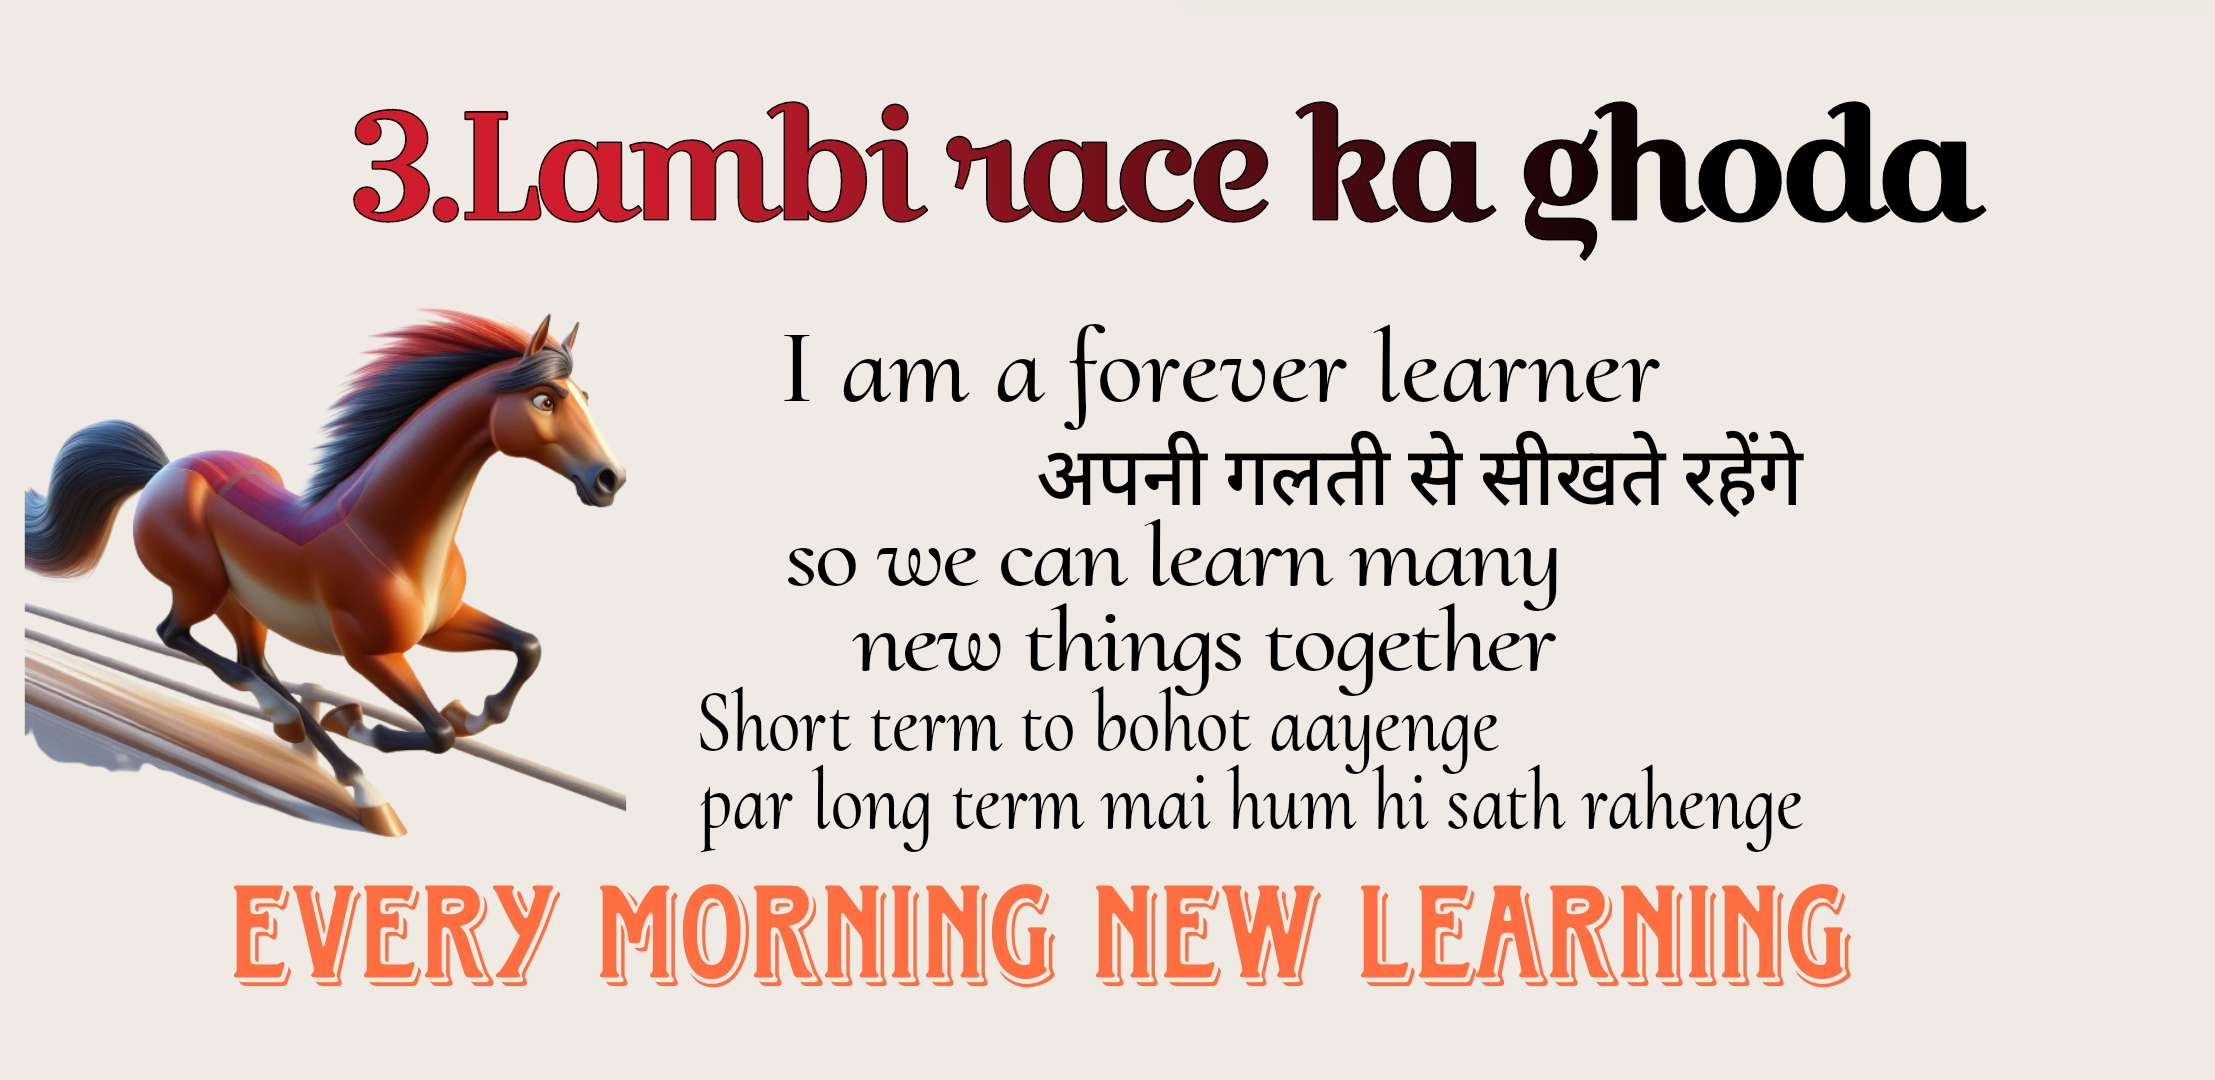 3.Lambi race ka ghoda
I am a forever learner
अपनी गलती से सीखते रहेंगे
so we can learn many
new things together
Short term to bohot aayenge
par long term mai hum hi sath rahenge
EVERY MORNING NEW LEARNING